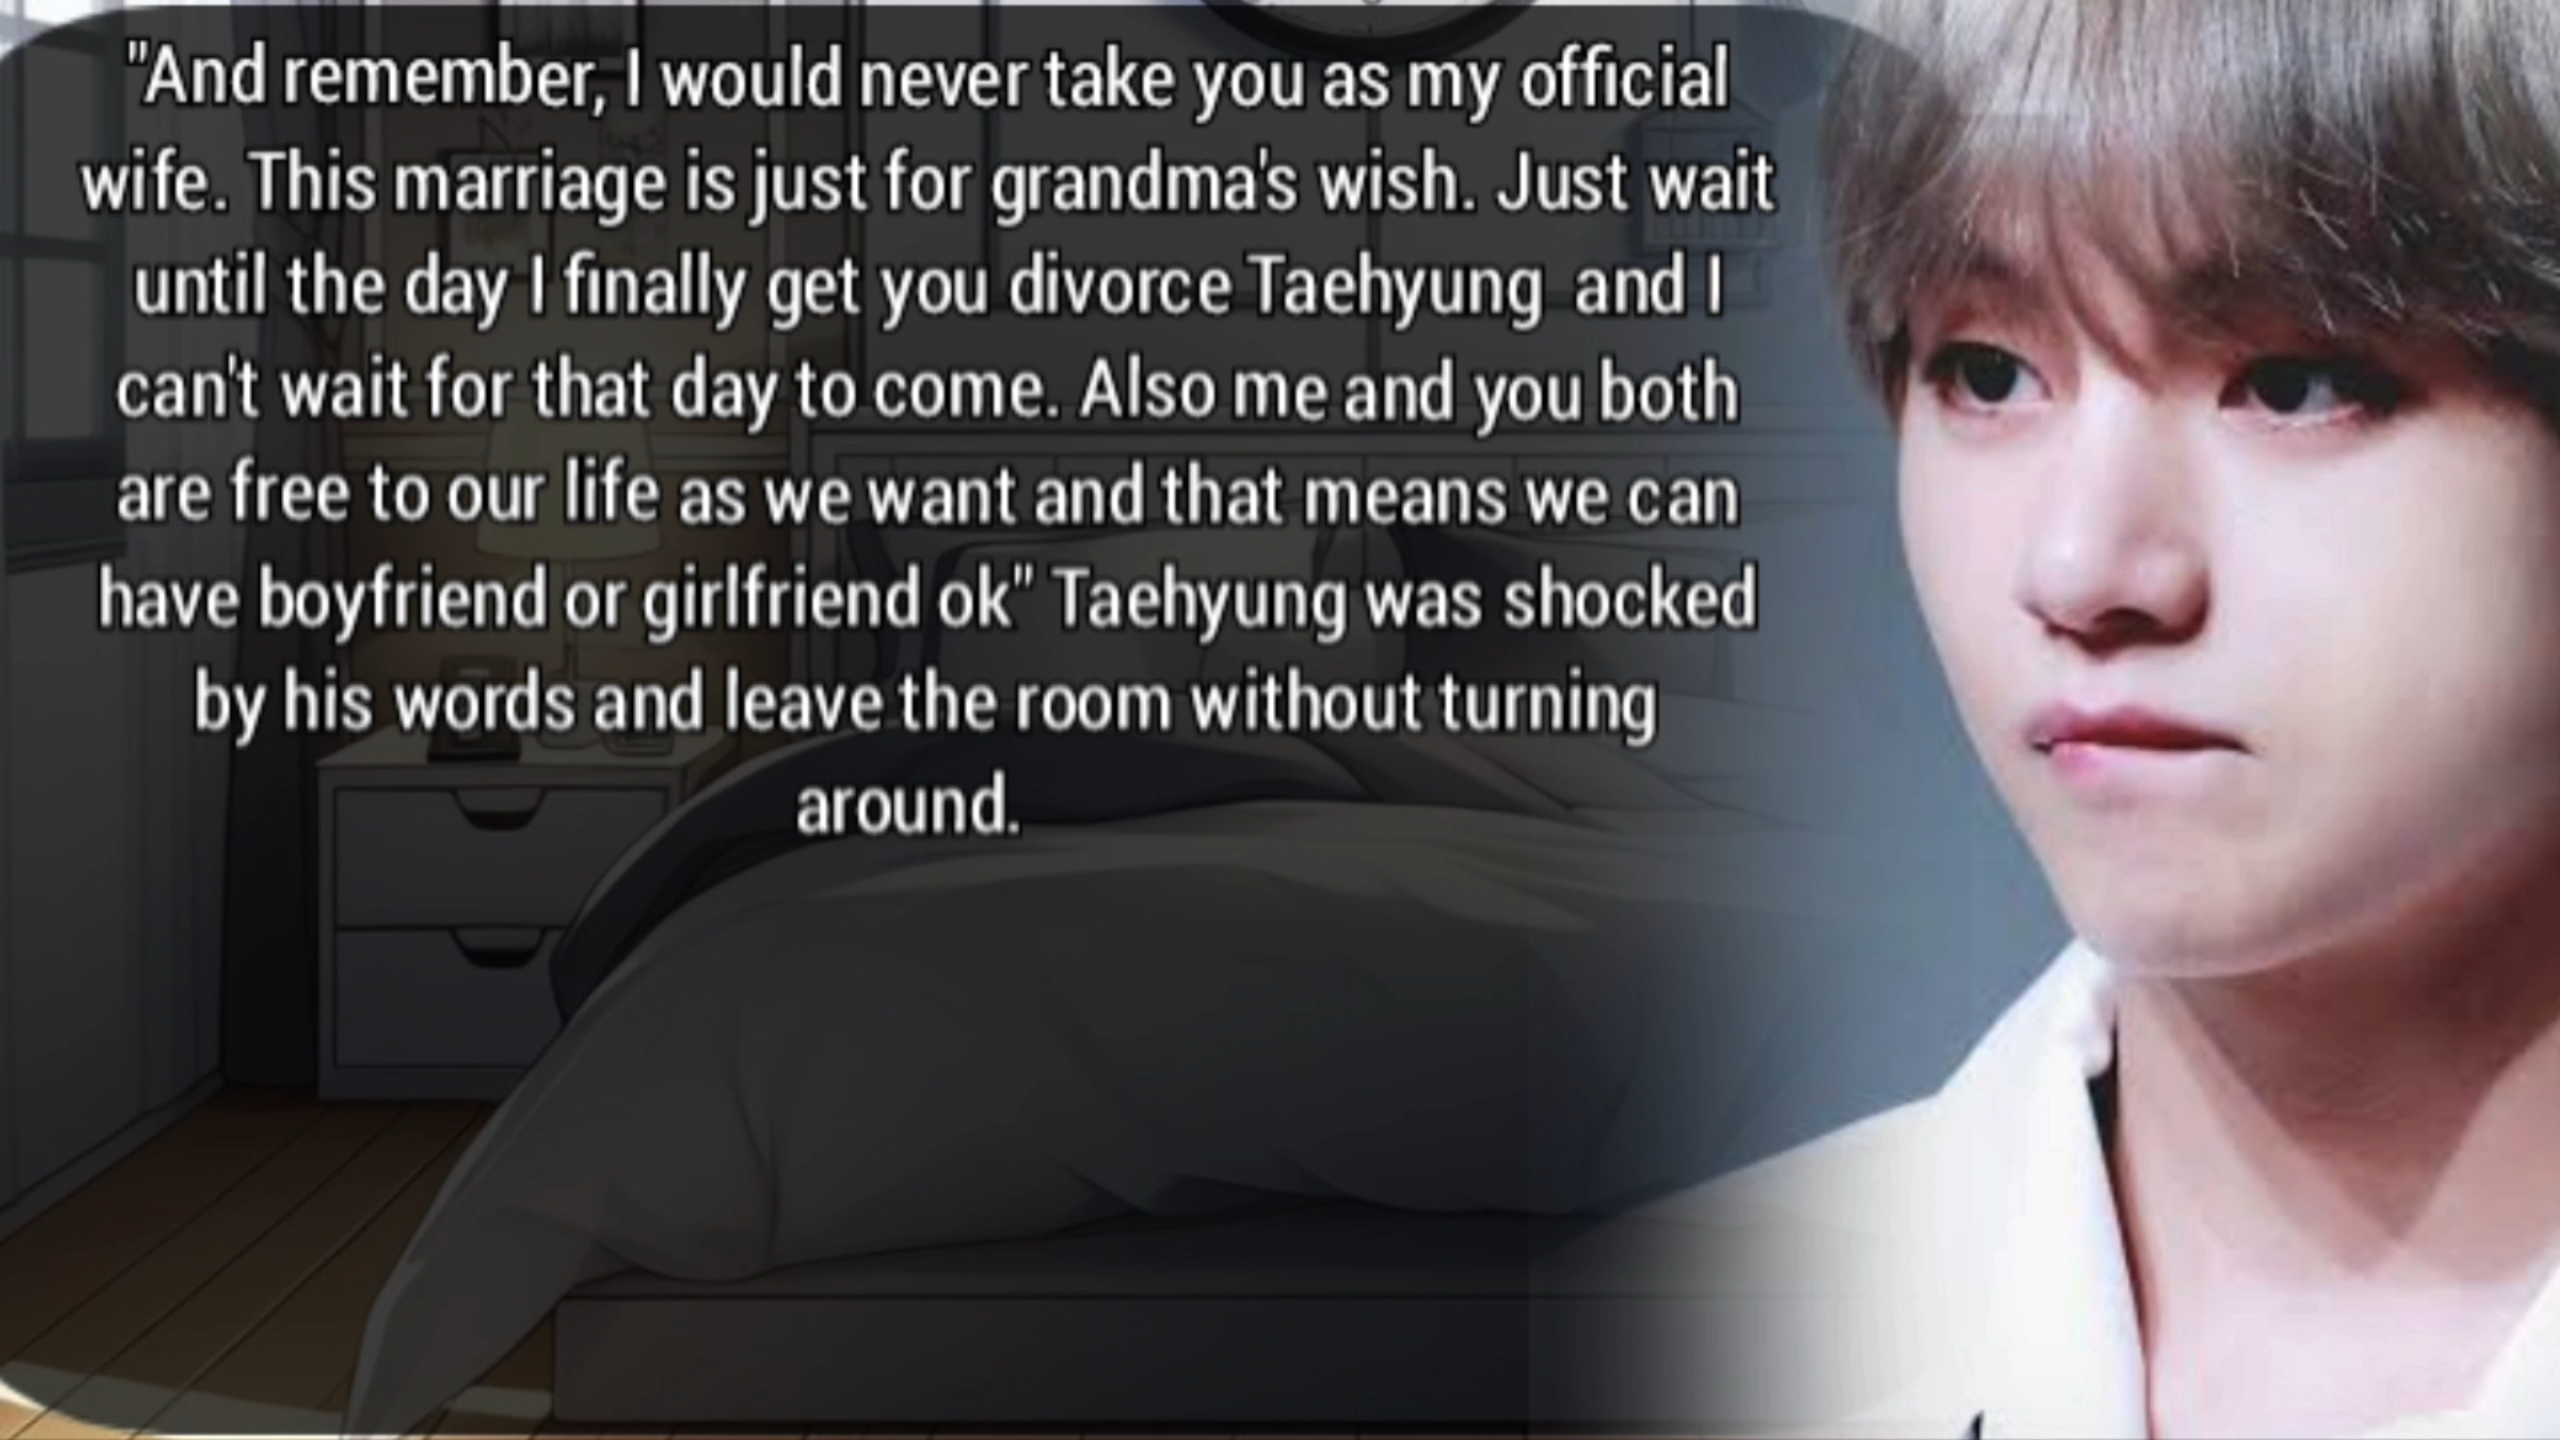 "And remember, I would never take you as my official
wife. This marriage is just for grandma's wish. Just wait
until the day I finally get you divorce Taehyung  and I
can't wait for that day to come. Also me and you both
are free to our life as we want and that means we can
have boyfriend or girlfriend ok" Taehyung was shocked
by his words and leave the room without turning
around.